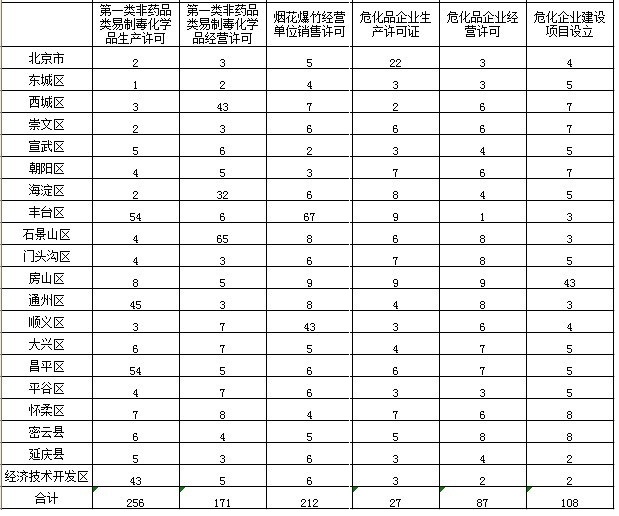 第一类非药品类易制毒化学品生产许可 第一类非药品类易制毒化学品经营许可 烟花爆竹经营单位销售许可 危化品企业生产许可证 危化品企业经营许可 危化企业建设项目设立
北京市 2 3 5 22 3 4
东城区 1 2 4 3 3 5
西城区 3 43 7 2 6 7
崇文区 2 3 6 6 6 7
宣武区 5 6 2 3 4 5
朝阳区 4 5 3 7 6 7
海淀区 2 32 6 8 4 5
丰台区 54 6 67 9 1 3
石景山区 4 65 8 6 8 3
门头沟区 4 3 6 7 8 5
房山区 8 5 9 9 9 43
通州区 45 3 8 4 8 3
顺义区 3 7 43 3 6 4
大兴区 6 7 5 4 7 5
昌平区 54 5 6 6 7 5
平谷区 4 7 6 3 3 5
怀柔区 7 8 4 7 6 8
密云县 6 4 5 5 8 8
延庆县 5 3 6 3 4 2
经济技术开发区 43 5 6 3 2 2
合计 256 171 212 27 87 108